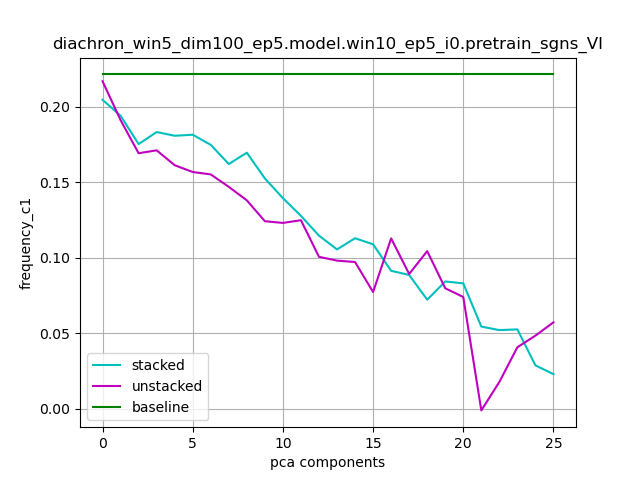 diachron_win5_dim100_ep5.model.win10_ep5_i0.pretrain_sgns_VI
0.20
0.15
0.10
0.05
0.00
frequency_c1
stacked
unstacked
baseline
0 5 10 15 20 25
pca components